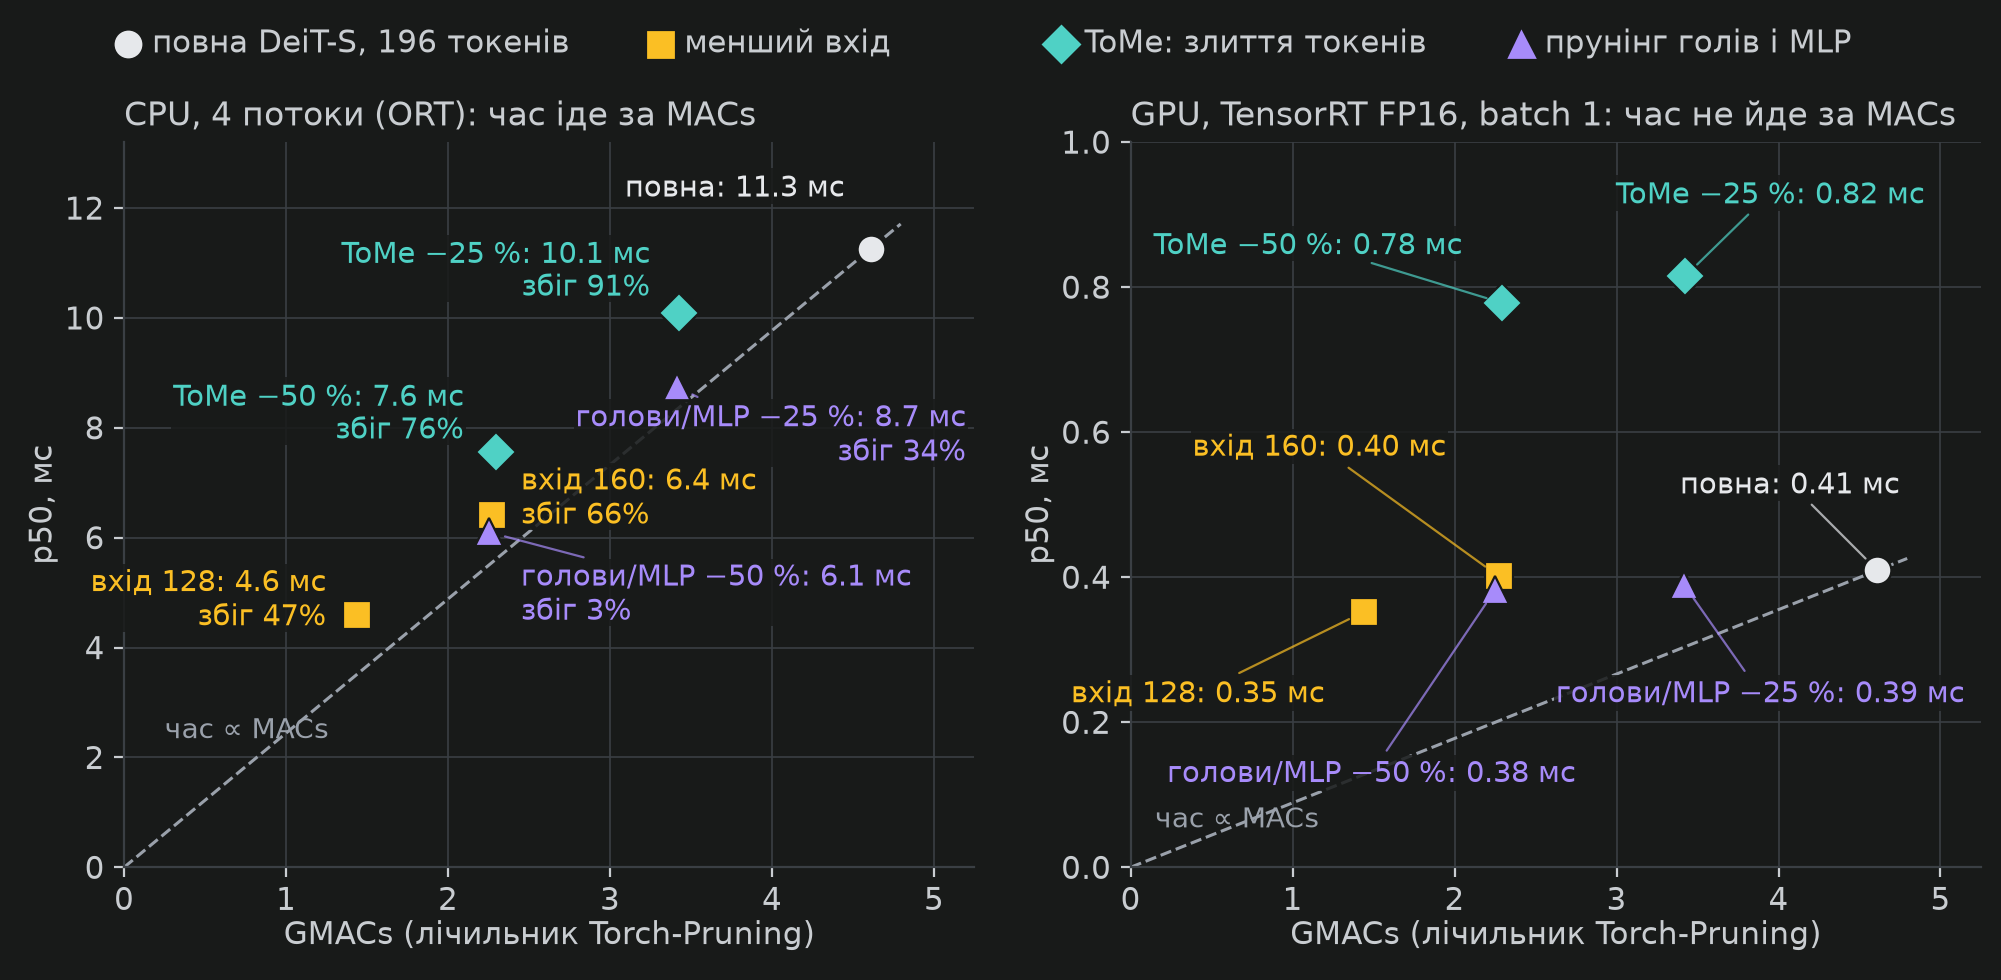 повна DeiT-S, 196 токенів
менший вхід
ToMe: злиття токенів
прунінг голів і MLP
CPU, 4 потоки (ORT): час іде за MACs
12
10
8
6
4
2
0
p50, мс
повна: 11.3 мс
ToMe −25 %: 10.1 мс
збіг 91%
ToMe −50 %: 7.6 мс
збіг 76%
голови/MLP −25 %: 8.7 мс
збіг 34%
вхід 160: 6.4 мс
збіг 66%
голови/MLP −50 %: 6.1 мс
збіг 3%
вхід 128: 4.6 мс
збіг 47%
час ∝ MACs
0 1 2 3 4 5
GMACs (лічильник Torch-Pruning)
GPU, TensorRT FP16, batch 1: час не йде за MACs
1.0
0.8
0.6
0.4
0.2
0.0
p50, мс
ToMe −25 %: 0.82 мс
ToMe −50 %: 0.78 мс
вхід 160: 0.40 мс
повна: 0.41 мс
вхід 128: 0.35 мс
голови/MLP −25 %: 0.39 мс
голови/MLP −50 %: 0.38 мс
час ∝ MACs
0 1 2 3 4 5
GMACs (лічильник Torch-Pruning)